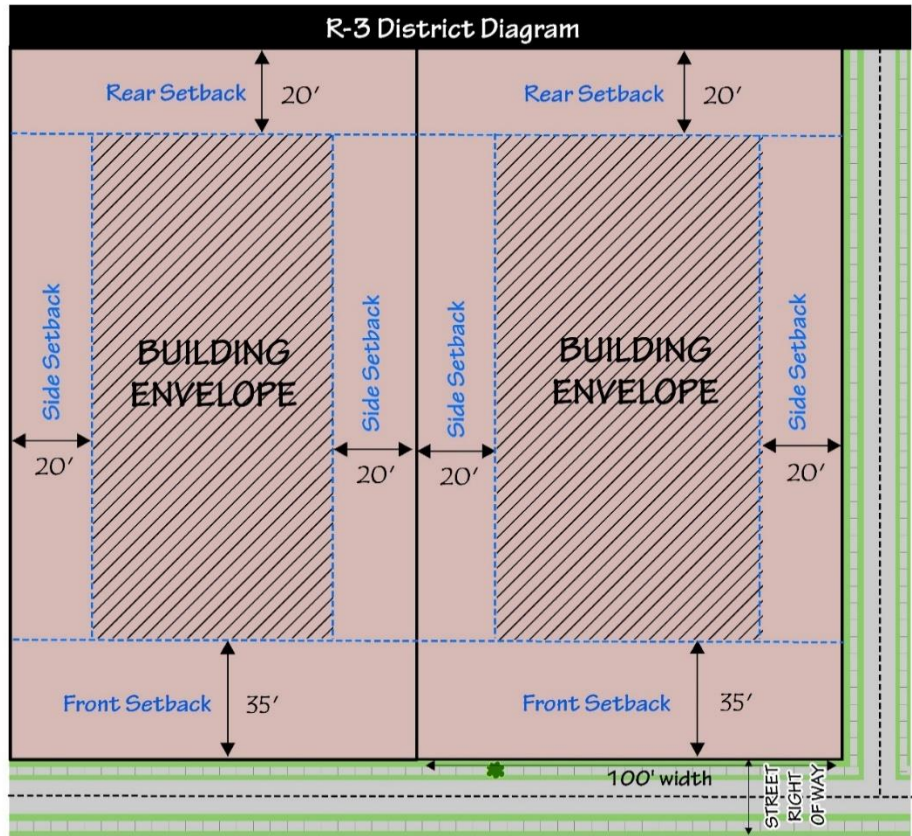 R-3 District Diagram
Rear Setback
20'
Rear Setback
20'
Side Setback
20'
BUILDING
ENVELOPE
Side Setback
20'
Side Setback
20'
BUILDING
ENVELOPE
Side Setback
20'
Front Setback
35'
Front Setback
35'
100' width
STREET
RIGHT
OF WAY